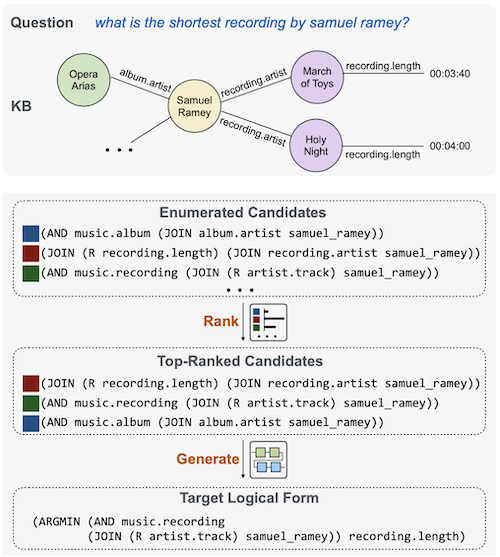 Question what is the shortest recording by samuel ramey?
KB
Opera
Arias
album.artist
Samuel
Ramey
recording.artist
March
of Toys
recording.length
00:03:40
recording.artist
Holy
Night
recording.length
00:04:00
• • •
Enumerated Candidates
(AND music.album (JOIN album.artist samuel_ramey))
(JOIN (R recording.length) (JOIN recording.artist samuel_ramey))
(AND music.recording (JOIN (R artist.track) samuel_ramey))
• • •
Rank
Top-Ranked Candidates
(JOIN (R recording.length) (JOIN recording.artist samuel_ramey))
(AND music.recording (JOIN (R artist.track) samuel_ramey))
(AND music.album (JOIN album.artist samuel_ramey))
Generate
Target Logical Form
(ARGMIN (AND music.recording
(JOIN (R artist.track) samuel_ramey)) recording.length)